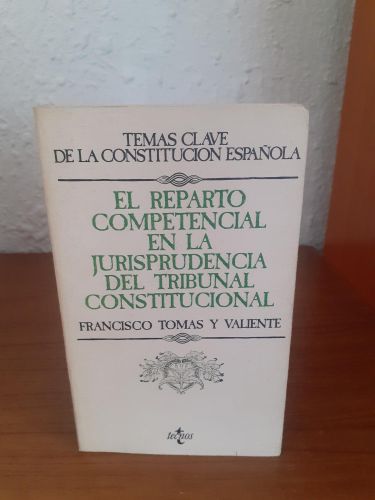 TEMAS CLAVE
DE LA CONSTITUCION ESPAÑOLA
EL REPARTO
COMPETENCIAL
EN LA
JURISPRUDENCIA
DEL TRIBUNAL
CONSTITUCIONAL
FRANCISCO TOMAS Y VALIENTE
tecnos